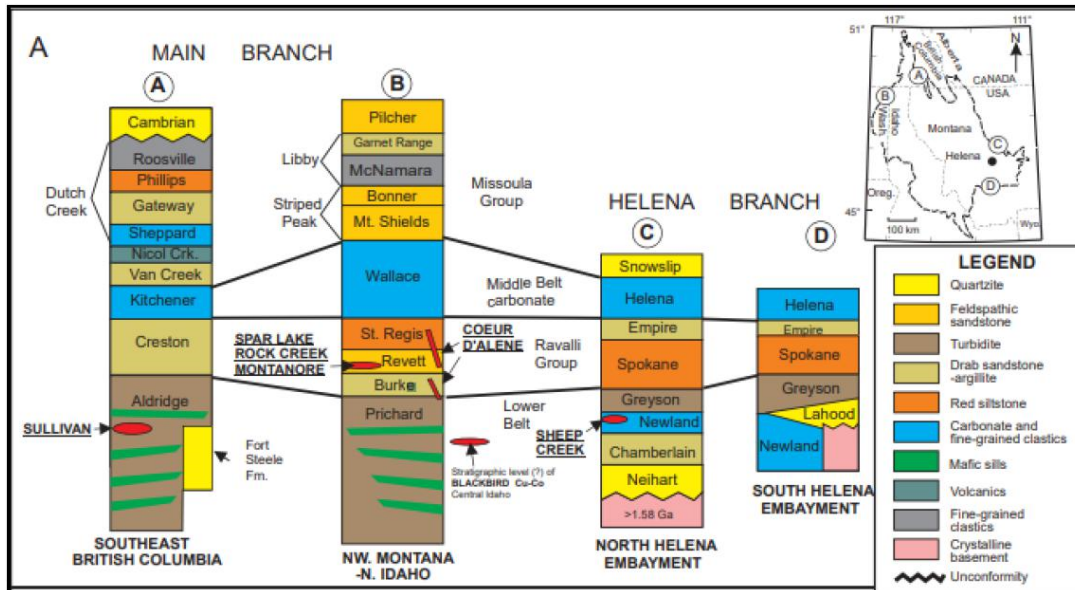 A
MAIN BRANCH
A
Cambrian
Roosville
Phillips
Gateway
Sheppard
Nicol Crk.
Van Creek
Kitchener
Creston
Aldridge
Dutch
Creek
SULLIVAN
Fort
Steele
Fm.
SOUTHEAST
BRITISH COLUMBIA
B
Pilcher
Garnet Range
McNamara
Bonner
Mt. Shields
Wallace
St. Regis
Revett
Burke
Prichard
Libby
Striped
Peak
SPAR LAKE
ROCK CREEK
MONTANORE
COEUR
D'ALENE
Stratigraphic level (?) of
BLACKBIRD Cu-Co
Central Idaho
NW. MONTANA
-N. IDAHO
Missoula
Group
Middle Belt
carbonate
Ravalli
Group
Lower
Belt
HELENA BRANCH
C
Snowslip
Helena
Empire
Spokane
Greyson
Newland
Chamberlain
Neihart
>1.58 Ga
SHEEP
CREEK
NORTH HELENA
EMBAYMENT
D
Helena
Empire
Spokane
Greyson
Lahood
Newland
SOUTH HELENA
EMBAYMENT
117°
111°
51°
N
British
Columbia
Alberta
A
CANADA
USA
B
Wash
Idaho
Montana
Helena
C
D
Oreg.
45°
Wyo.
100 km
LEGEND
Quartzite
Feldspathic
sandstone
Turbidite
Drab sandstone
-argillite
Red siltstone
Carbonate and
fine-grained clastics
Mafic sills
Volcanics
Fine-grained
clastics
Crystalline
basement
Unconformity